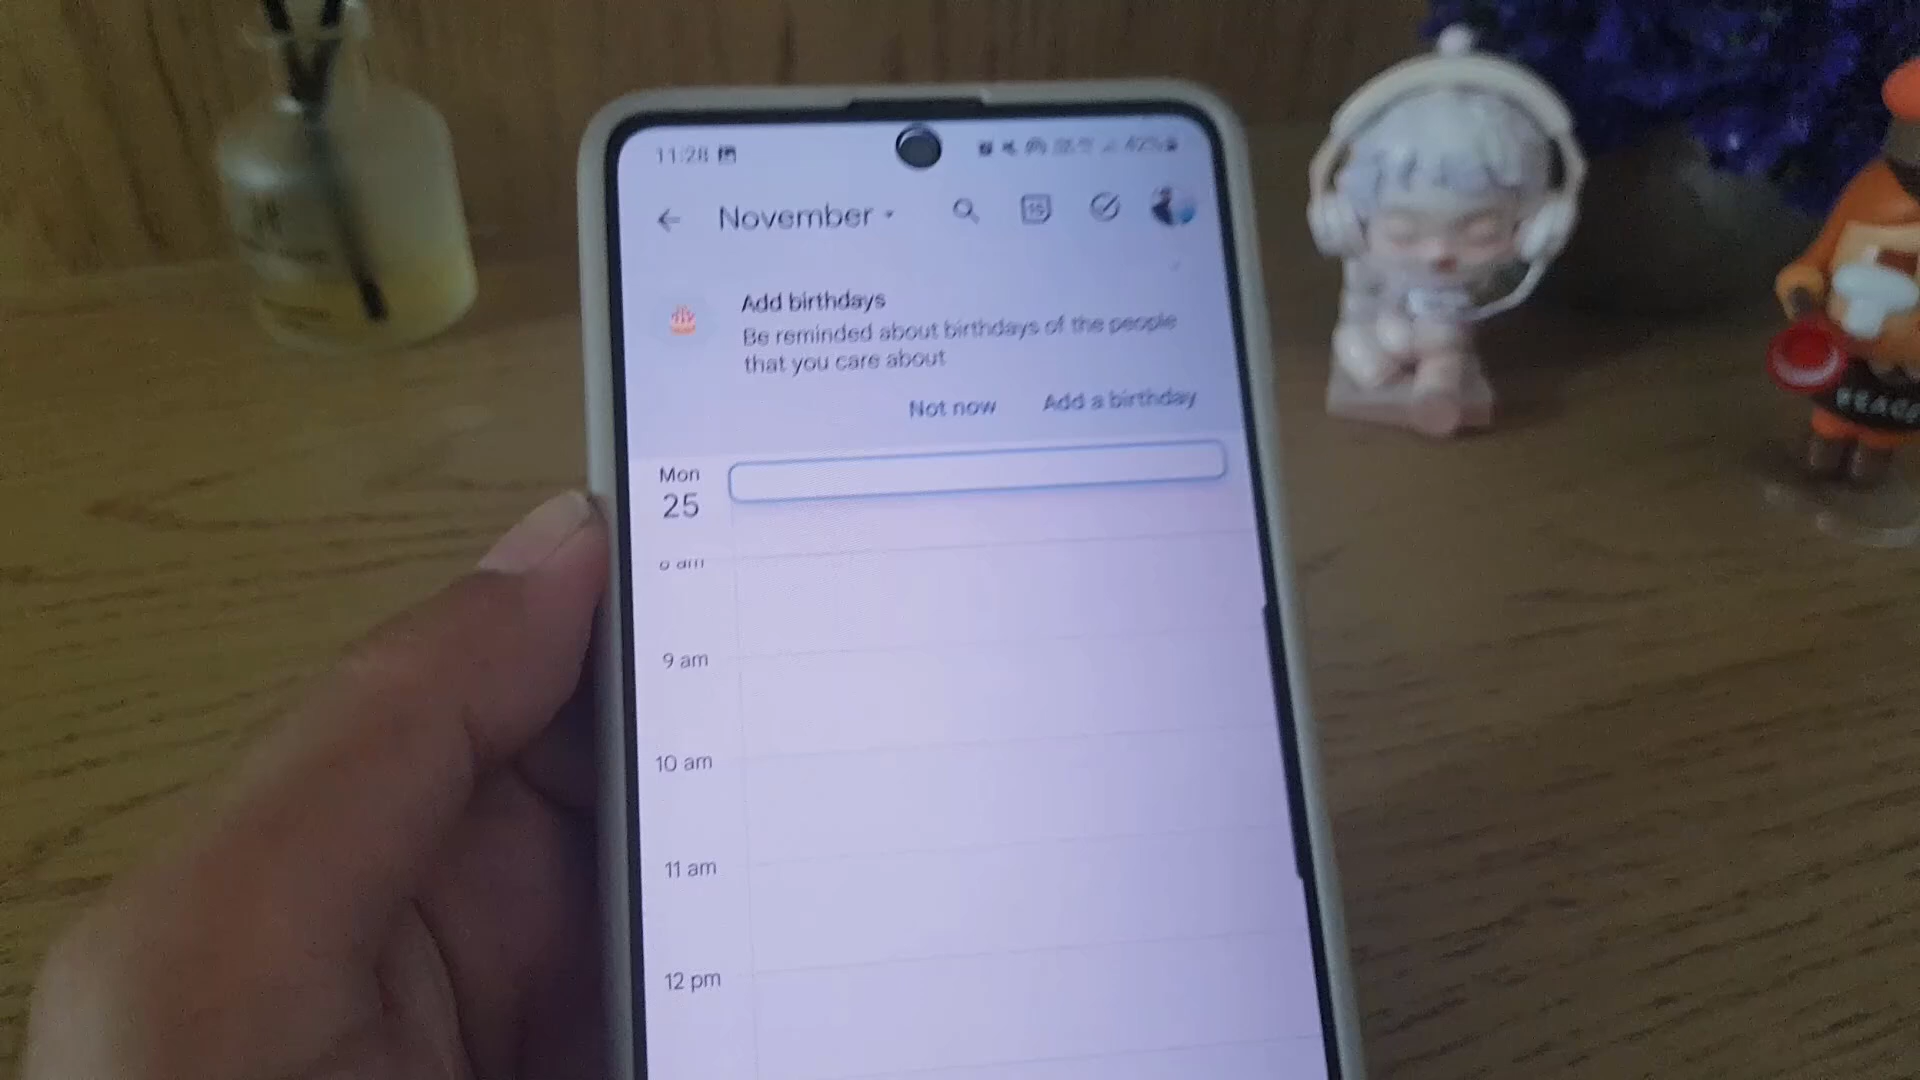 11:28
November
15
Add birthdays
Be reminded about birthdays of the people
that you care about
Not now Add a birthday
Mon
25
9 am
10 am
11 am
12 pm